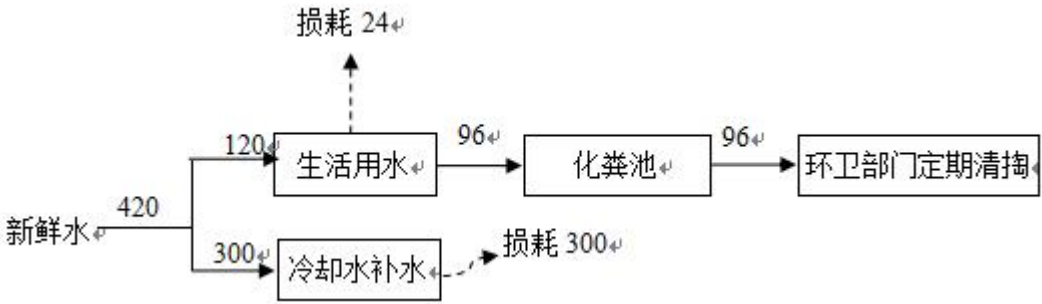 损耗 24
120
生活用水
96
化粪池
96
环卫部门定期清掏
新鲜水
420
300
冷却水补水
损耗 300